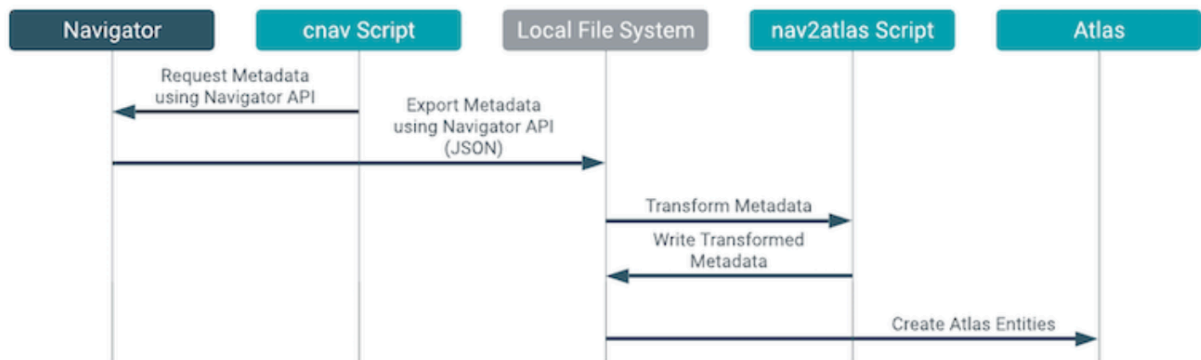 Navigator
cnav Script
Local File System
nav2atlas Script
Atlas
Request Metadata
using Navigator API
Export Metadata
using Navigator API
(JSON)
Transform Metadata
Write Transformed
Metadata
Create Atlas Entities